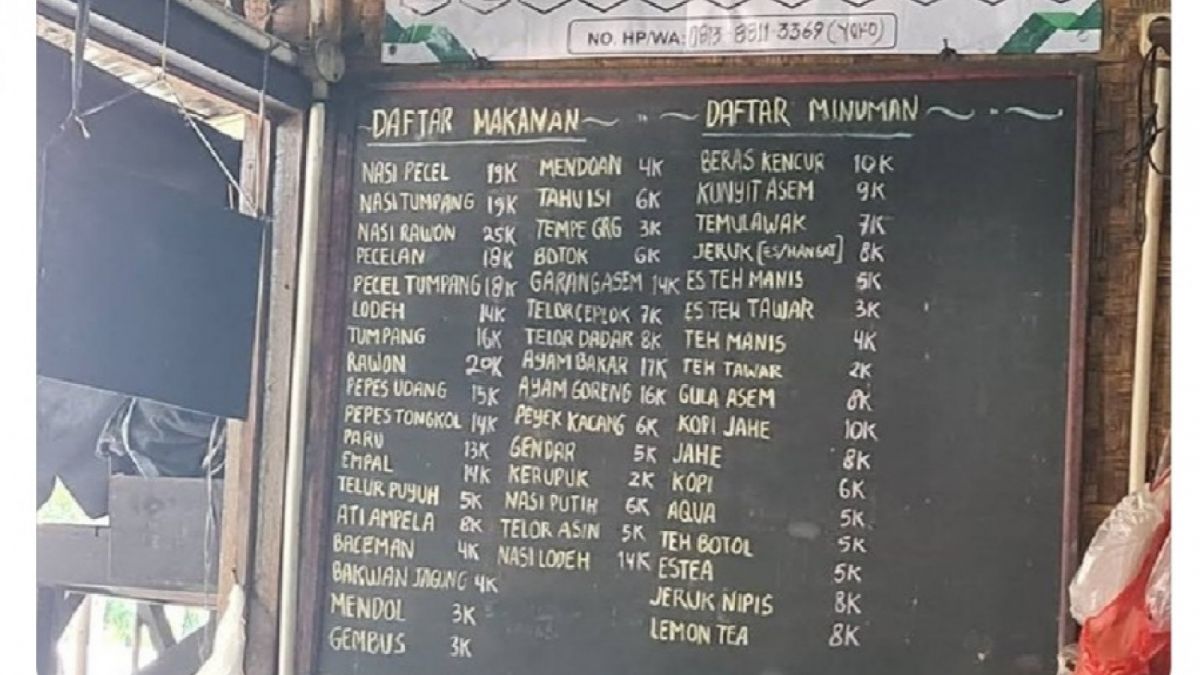 NO. HP/WA: 0813-8811-3369 (YOYO)
DAFTAR MAKANAN
NASI PECEL 19K
NASI TUMPANG 19K
NASI RAWON 25K
PECELAN 18K
PECEL TUMPANG 18K
LODEH 14K
TUMPANG 16K
RAWON 20K
PEPES UDANG 15K
PEPES TONGKOL 14K
PARU 13K
EMPAL 14K
TELUR PUYUH 5K
ATI AMPELA 8K
BACEMAN 4K
BAKWAN JAGUNG 4K
MENDOL 3K
GEMBUS 3K
MENDOAN 4K
TAHU ISI 6K
TEMPE GRG 3K
BOTOK 6K
GARANG ASEM 14K
TELOR CEPLOK 7K
TELOR DADAR 8K
AYAM BAKAR 17K
AYAM GORENG 16K
PEYEK KACANG 6K
GENDAR 5K
KERUPUK 2K
NASI PUTIH 6K
TELOR ASIN 5K
NASI LODEH 14K
DAFTAR MINUMAN
BERAS KENCUR 10K
KUNYIT ASEM 9K
TEMULAWAK 7K
JERUK [ES/HANGAT] 8K
ES TEH MANIS 5K
ES TEH TAWAR 3K
TEH MANIS 4K
TEH TAWAR 2K
GULA ASEM 8K
KOPI JAHE 10K
JAHE 8K
KOPI 6K
AQUA 5K
TEH BOTOL 5K
ESTEA 5K
JERUK NIPIS 8K
LEMON TEA 8K